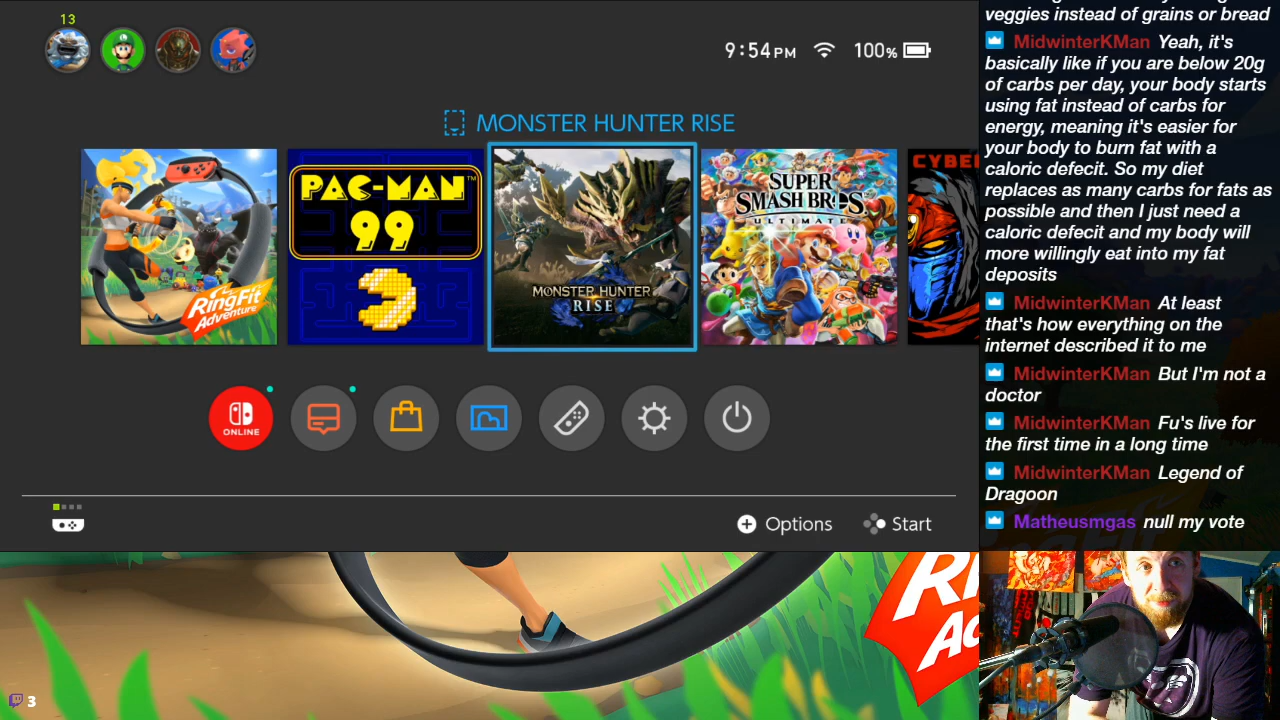 13
9:54 PM 100%
MONSTER HUNTER RISE
RingFit
Adventure
PAC-MAN™
99
MONSTER HUNTER
RISE
SUPER
SMASH BROS.
ULTIMATE
ONLINE
Options Start
3
veggies instead of grains or bread
MidwinterKMan Yeah, it's
basically like if you are below 20g
of carbs per day, your body starts
using fat instead of carbs for
energy, meaning it's easier for
your body to burn fat with a
caloric defecit. So my diet
replaces as many carbs for fats as
possible and then I just need a
caloric defecit and my body will
more willingly eat into my fat
deposits
MidwinterKMan At least
that's how everything on the
internet described it to me
MidwinterKMan But I'm not a
doctor
MidwinterKMan Fu's live for
the first time in a long time
MidwinterKMan Legend of
Dragoon
Matheusmgas null my vote